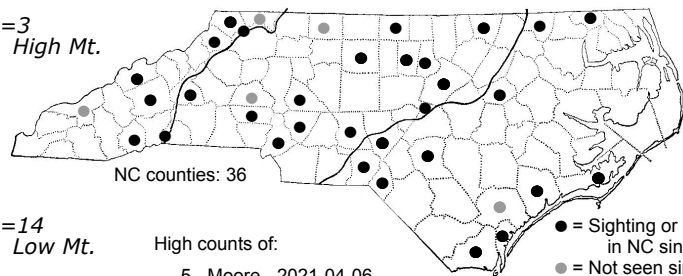 =3
High Mt.
NC counties: 36
=14
Low Mt.
High counts of:
5 - Moore - 2021-04-06
= Sighting or
in NC sin
= Not seen si